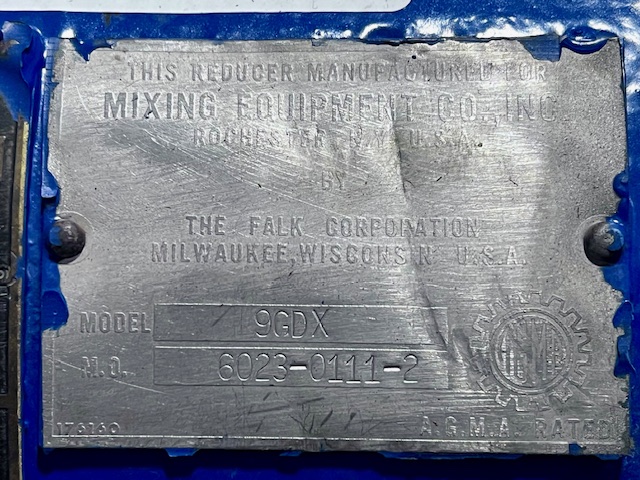 THIS REDUCER MANUFACTURED FOR
MIXING EQUIPMENT CO., INC.
ROCHESTER, N.Y. U.S.A.
BY
THE FALK CORPORATION
MILWAUKEE, WISCONSIN U.S.A.
MODEL 9GDX
M.O. 6023-0111-2
176160
A.G.M.A. RATED